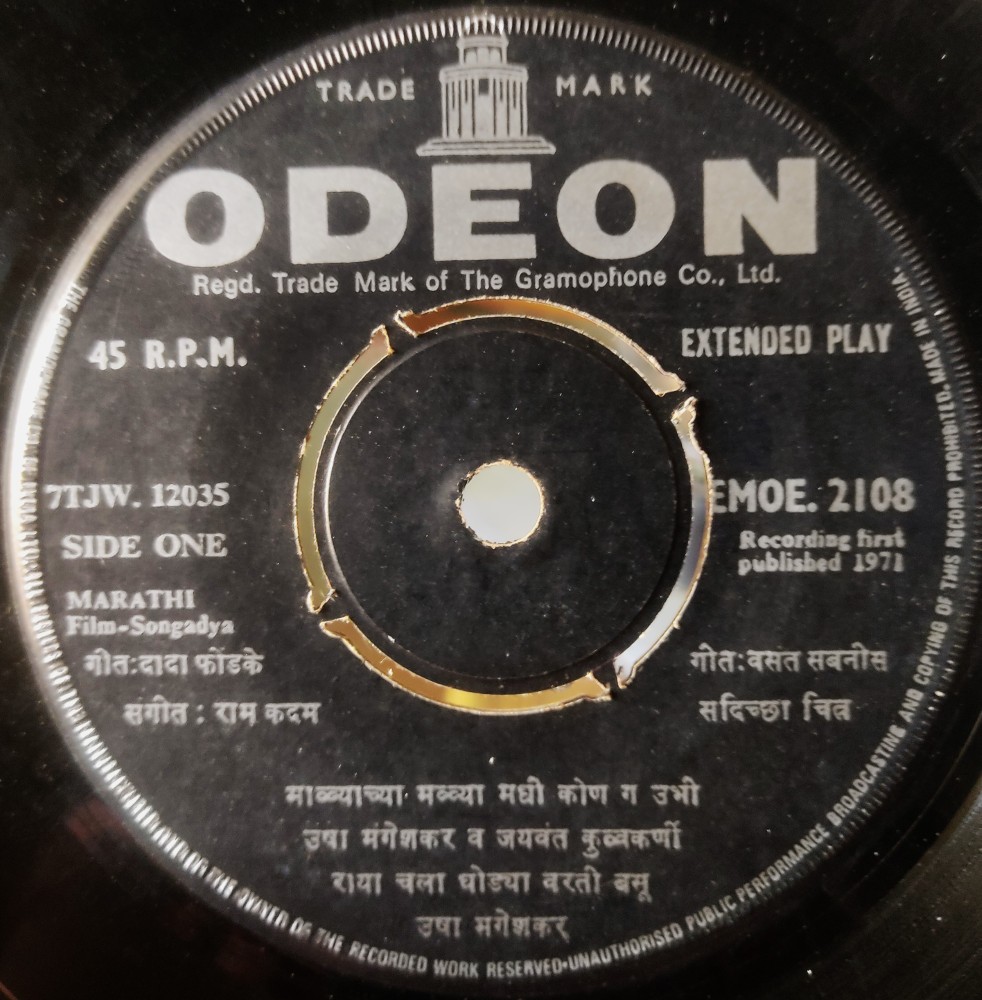 TRADE MARK
ODEON
Regd. Trade Mark of The Gramophone Co., Ltd.
45 R.P.M.
EXTENDED PLAY
7TJW. 12035
EMOE. 2108
SIDE ONE
Recording first
published 1971
MARATHI
Film-Songadya
गीत:दादा फोंडके
गीत:वसंत सबनीस
संगीत : राम कदम
सदिच्छा चित्र
माळ्याच्या मळ्या मधी कोण ग उभी
उषा मंगेशकर व जयवंत कुळकर्णी
राया चला घोड्या वरती बसू
उषा मंगेशकर
OF THE RECORDED WORK RESERVED•UNAUTHORISED PUBLIC PERFORMANCE BROADCASTING AND COPYING OF THIS RECORD PROHIBITED. MADE IN INDIA.